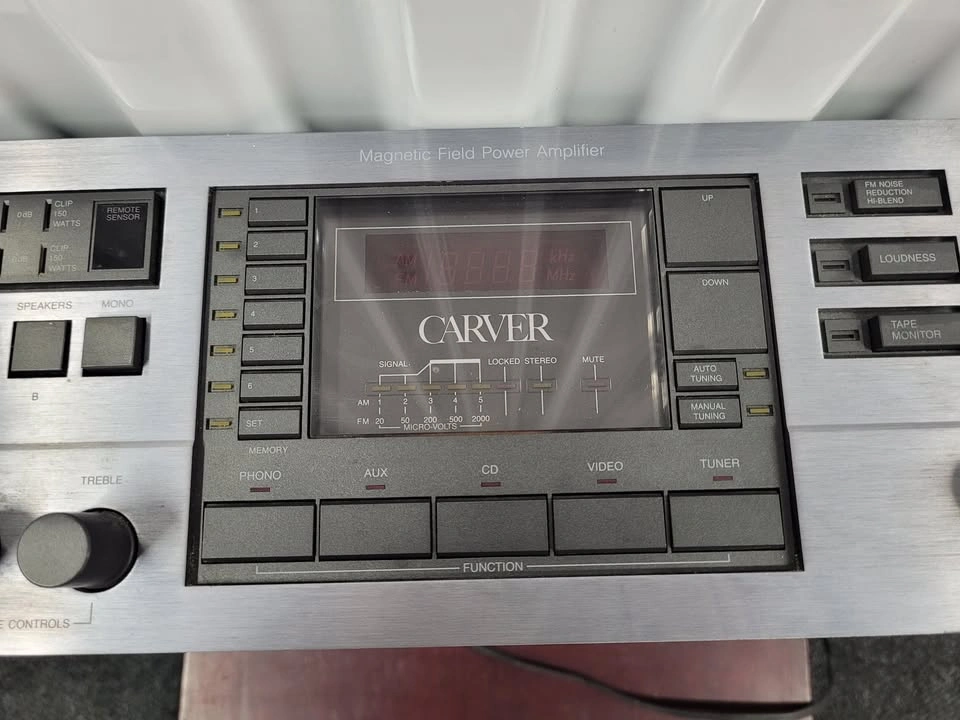 Magnetic Field Power Amplifier
0dB
CLIP
150
WATTS
REMOTE
SENSOR
0dB
CLIP
150
WATTS
SPEAKERS
MONO
B
TREBLE
CONTROLS
1
2
3
4
5
6
SET
MEMORY
AM
FM
kHz
MHz
CARVER
SIGNAL
LOCKED
STEREO
MUTE
AM 1 2 3 4 5
FM 20 50 200 500 2000
MICRO-VOLTS
UP
DOWN
AUTO
TUNING
MANUAL
TUNING
PHONO
AUX
CD
VIDEO
TUNER
FUNCTION
FM NOISE
REDUCTION
HI-BLEND
LOUDNESS
TAPE
MONITOR